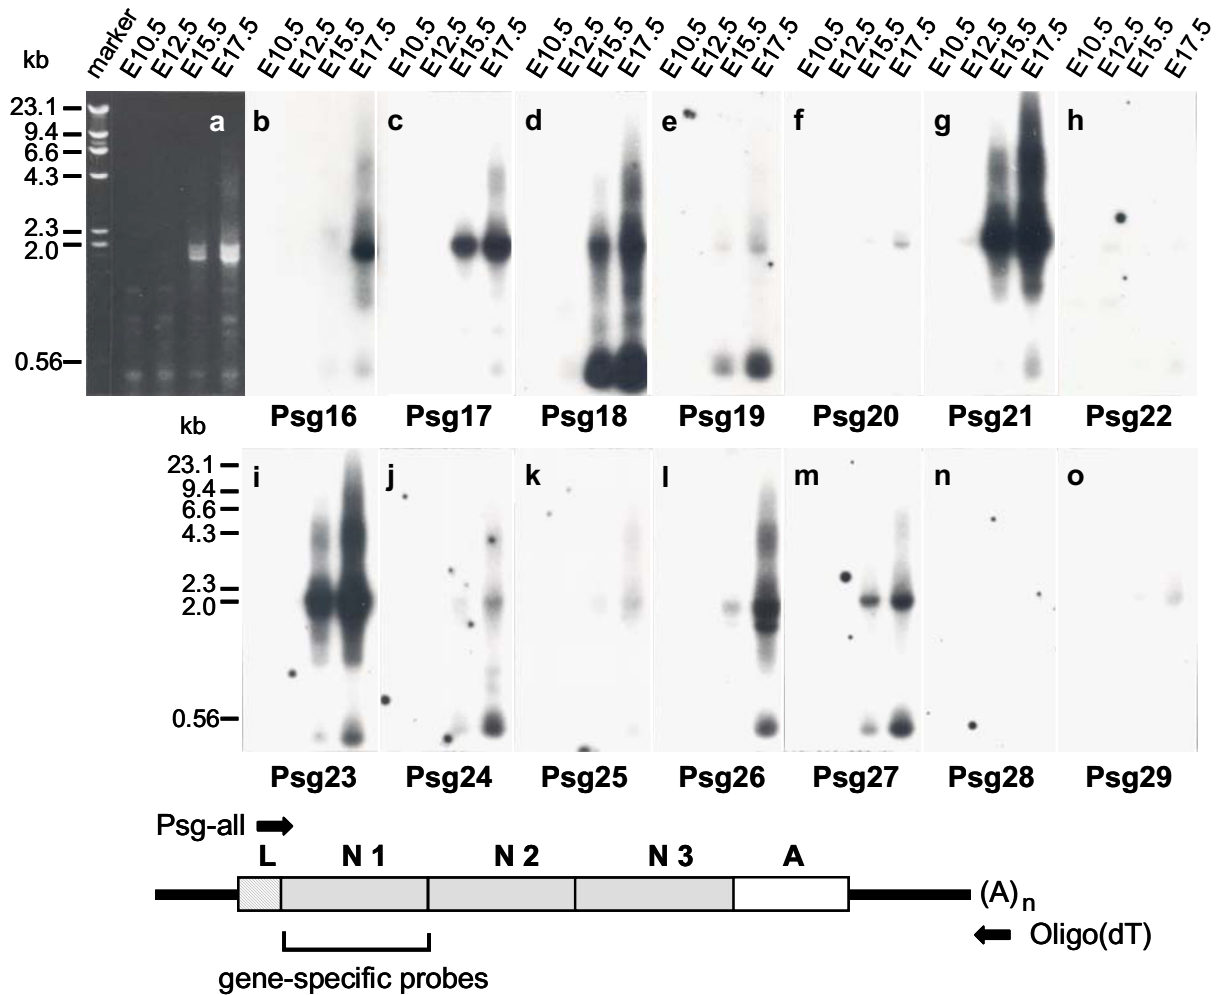 kb marker E10.5 E12.5 E15.5 E17.5 E10.5 E12.5 E15.5 E17.5 E10.5 E12.5 E15.5 E17.5 E10.5 E12.5 E15.5 E17.5 E10.5 E12.5 E15.5 E17.5 E10.5 E12.5 E15.5 E17.5 E10.5 E12.5 E15.5 E17.5 E10.5 E12.5 E15.5 E17.5
23.1
9.4
6.6
4.3
2.3
2.0
0.56
a b c d e f g h
Psg16 Psg17 Psg18 Psg19 Psg20 Psg21 Psg22
kb
23.1
9.4
6.6
4.3
2.3
2.0
0.56
i j k l m n o
Psg23 Psg24 Psg25 Psg26 Psg27 Psg28 Psg29
Psg-all
L N 1 N 2 N 3 A
(A)n
Oligo(dT)
gene-specific probes